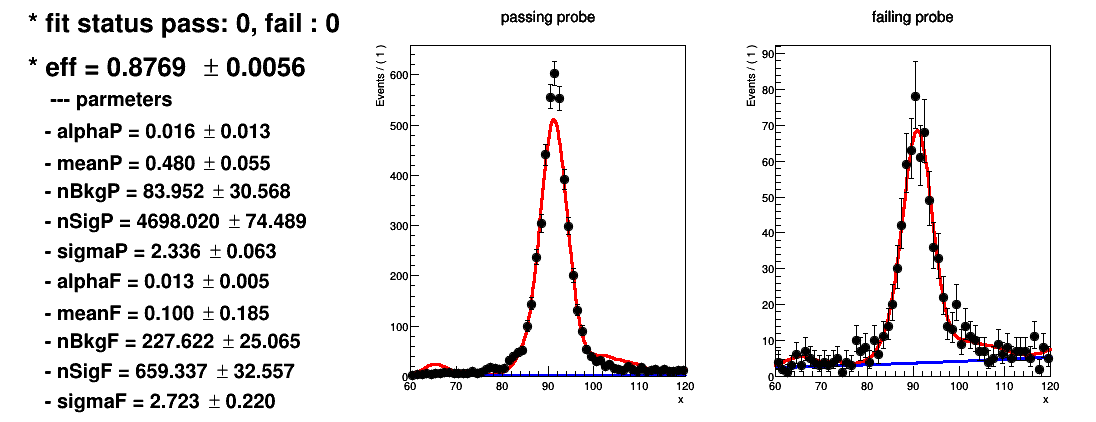 * fit status pass: 0, fail : 0
* eff = 0.8769 ± 0.0056
--- parmeters
- alphaP = 0.016 ± 0.013
- meanP = 0.480 ± 0.055
- nBkgP = 83.952 ± 30.568
- nSigP = 4698.020 ± 74.489
- sigmaP = 2.336 ± 0.063
- alphaF = 0.013 ± 0.005
- meanF = 0.100 ± 0.185
- nBkgF = 227.622 ± 25.065
- nSigF = 659.337 ± 32.557
- sigmaF = 2.723 ± 0.220
passing probe
Events / ( 1 )
600
500
400
300
200
100
0
60 70 80 90 100 110 120
x
failing probe
Events / ( 1 )
90
80
70
60
50
40
30
20
10
0
60 70 80 90 100 110 120
x